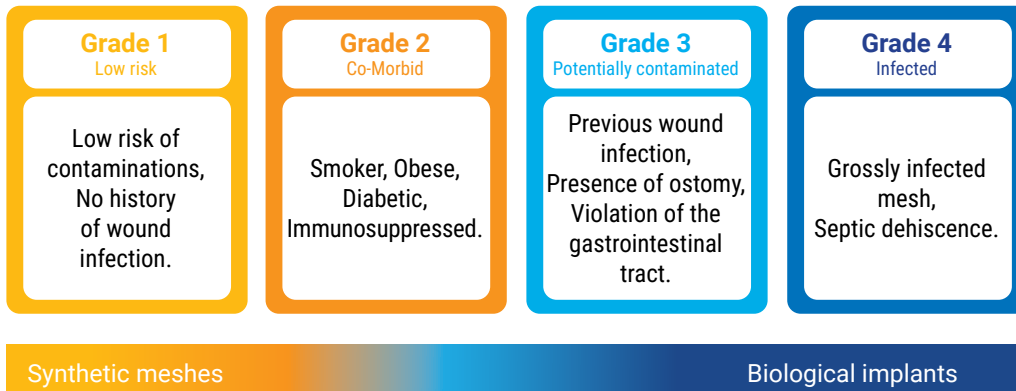 Grade 1
Low risk
Low risk of
contaminations,
No history
of wound
infection.
Grade 2
Co-Morbid
Smoker, Obese,
Diabetic,
Immunosuppressed.
Grade 3
Potentially contaminated
Previous wound
infection,
Presence of ostomy,
Violation of the
gastrointestinal
tract.
Grade 4
Infected
Grossly infected
mesh,
Septic dehiscence.
Synthetic meshes
Biological implants